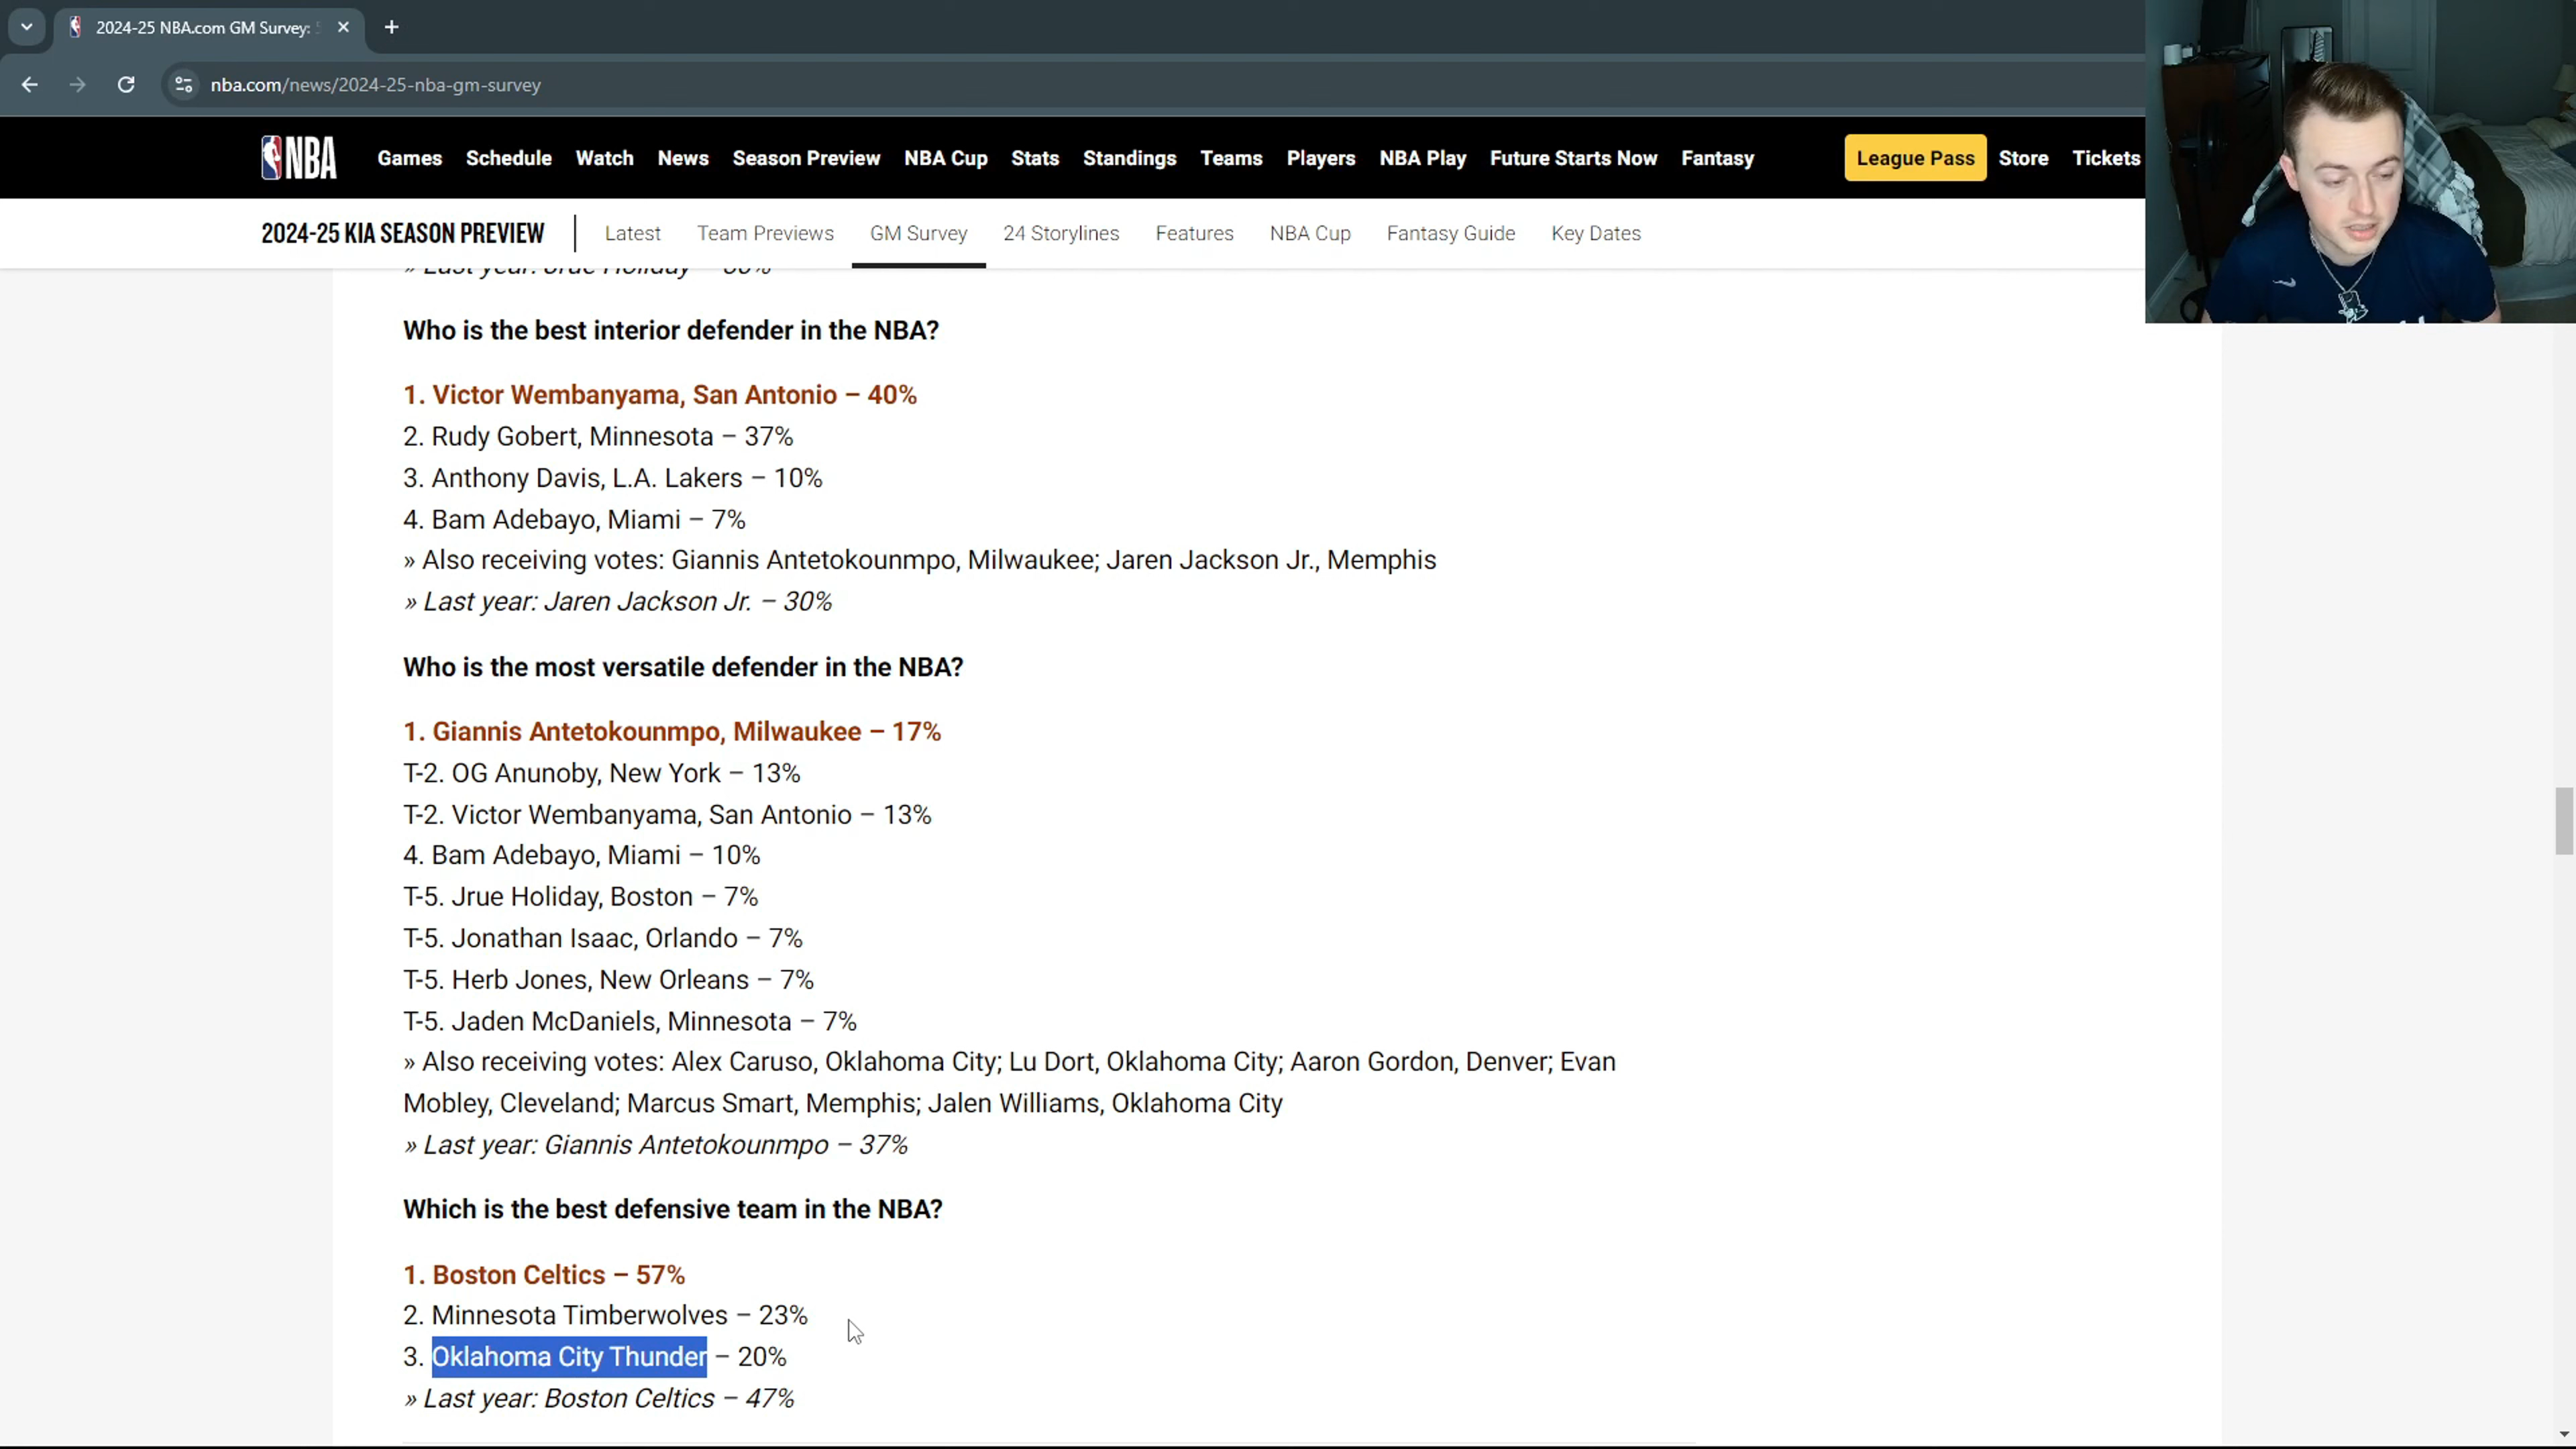 2024-25 NBA.com GM Survey:
nba.com/news/2024-25-nba-gm-survey
NBA Games Schedule Watch News Season Preview NBA Cup Stats Standings Teams Players NBA Play Future Starts Now Fantasy League Pass Store Tickets
2024-25 KIA SEASON PREVIEW Latest Team Previews GM Survey 24 Storylines Features NBA Cup Fantasy Guide Key Dates
» Last year: Jrue Holiday –
Who is the best interior defender in the NBA?
1. Victor Wembanyama, San Antonio – 40%
2. Rudy Gobert, Minnesota – 37%
3. Anthony Davis, L.A. Lakers – 10%
4. Bam Adebayo, Miami – 7%
» Also receiving votes: Giannis Antetokounmpo, Milwaukee; Jaren Jackson Jr., Memphis
» Last year: Jaren Jackson Jr. – 30%
Who is the most versatile defender in the NBA?
1. Giannis Antetokounmpo, Milwaukee – 17%
T-2. OG Anunoby, New York – 13%
T-2. Victor Wembanyama, San Antonio – 13%
4. Bam Adebayo, Miami – 10%
T-5. Jrue Holiday, Boston – 7%
T-5. Jonathan Isaac, Orlando – 7%
T-5. Herb Jones, New Orleans – 7%
T-5. Jaden McDaniels, Minnesota – 7%
» Also receiving votes: Alex Caruso, Oklahoma City; Lu Dort, Oklahoma City; Aaron Gordon, Denver; Evan
Mobley, Cleveland; Marcus Smart, Memphis; Jalen Williams, Oklahoma City
» Last year: Giannis Antetokounmpo – 37%
Which is the best defensive team in the NBA?
1. Boston Celtics – 57%
2. Minnesota Timberwolves – 23%
3. Oklahoma City Thunder – 20%
» Last year: Boston Celtics – 47%